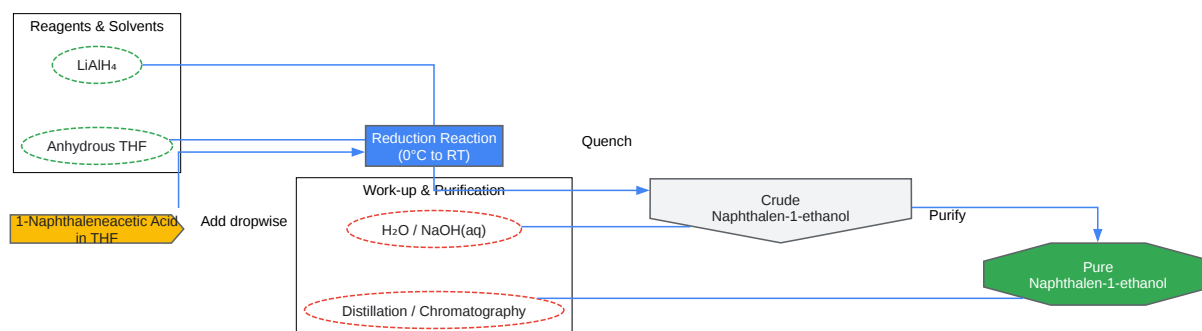 Reagents & Solvents
LiAlH₄
Anhydrous THF
Reduction Reaction
(0°C to RT)
Quench
1-Naphthaleneacetic Acid
in THF
Add dropwise
Work-up & Purification
H₂O / NaOH(aq)
Distillation / Chromatography
Crude
Naphthalen-1-ethanol
Purify
Pure
Naphthalen-1-ethanol